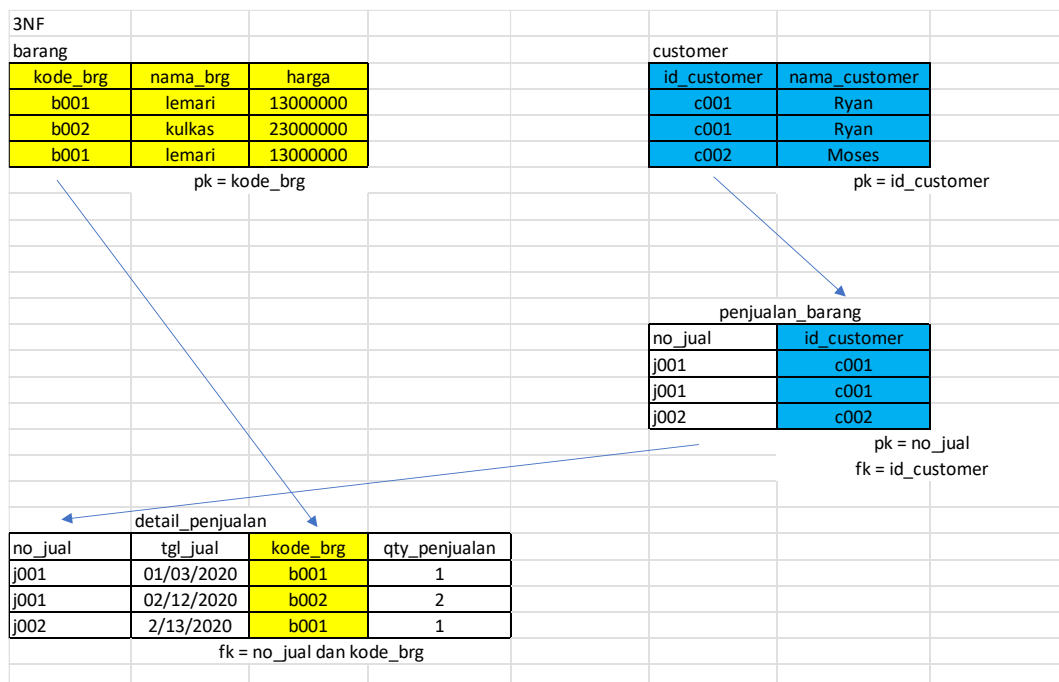 3NF
barang
kode_brg nama_brg harga
b001 lemari 13000000
b002 kulkas 23000000
b001 lemari 13000000
pk = kode_brg
customer
id_customer nama_customer
c001 Ryan
c001 Ryan
c002 Moses
pk = id_customer
penjualan_barang
no_jual id_customer
j001 c001
j001 c001
j002 c002
pk = no_jual
fk = id_customer
detail_penjualan
no_jual tgl_jual kode_brg qty_penjualan
j001 01/03/2020 b001 1
j001 02/12/2020 b002 2
j002 2/13/2020 b001 1
fk = no_jual dan kode_brg